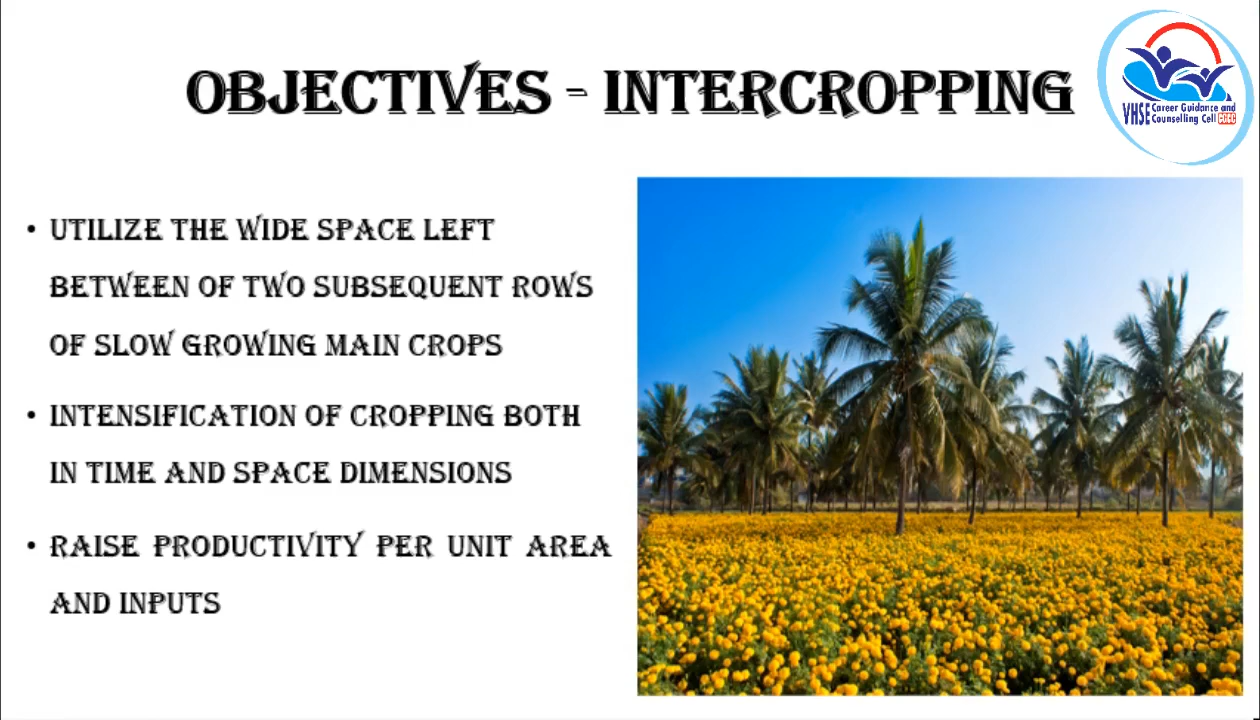 OBJECTIVES - INTERCROPPING
VHSE Career Guidance and
Counselling Cell CGCC
• UTILIZE THE WIDE SPACE LEFT
BETWEEN OF TWO SUBSEQUENT ROWS
OF SLOW GROWING MAIN CROPS
• INTENSIFICATION OF CROPPING BOTH
IN TIME AND SPACE DIMENSIONS
• RAISE PRODUCTIVITY PER UNIT AREA
AND INPUTS